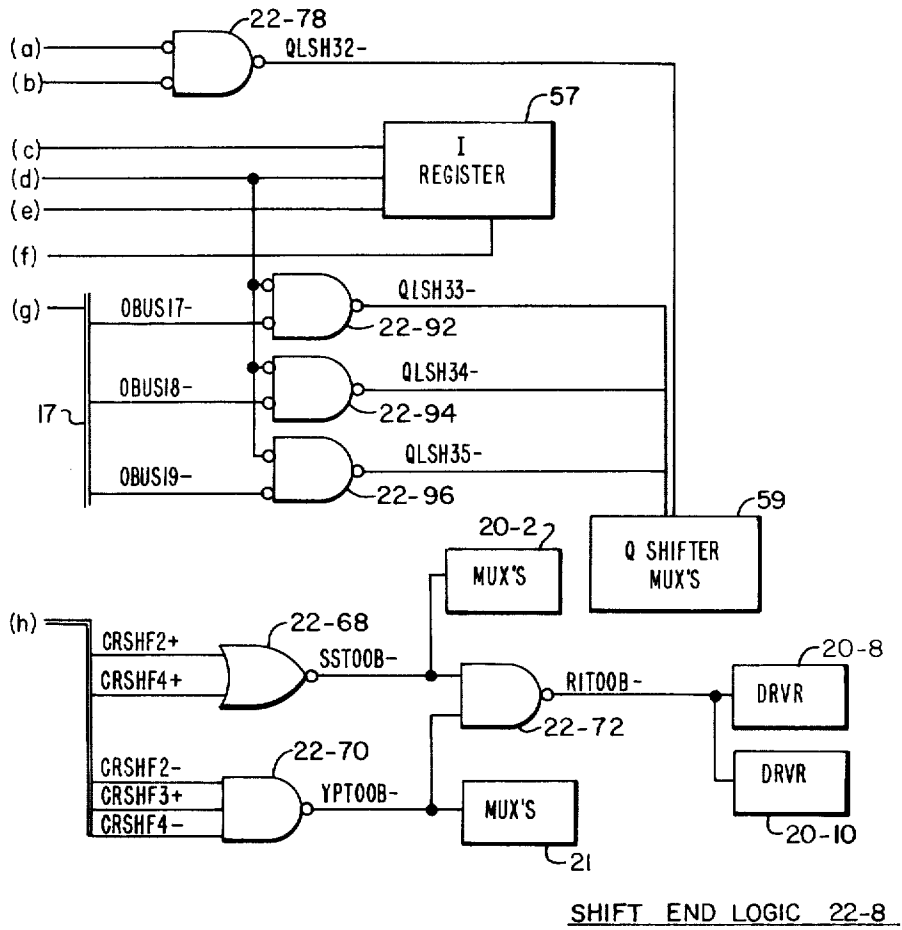 22-78
(a)
QLSH32-
(b)
57
(c)
I
REGISTER
(d)
(e)
(f)
(g)
OBUS17-
QLSH33-
22-92
OBUS18-
QLSH34-
22-94
17
OBUS19-
QLSH35-
22-96
59
Q SHIFTER
MUX'S
20-2
MUX'S
(h)
22-68
CRSHF2+
SST00B-
CRSHF4+
20-8
DRVR
RIT00B-
22-72
22-70
CRSHF2-
CRSHF3+
YPT00B-
CRSHF4-
MUX'S
21
DRVR
20-10
SHIFT END LOGIC 22-8